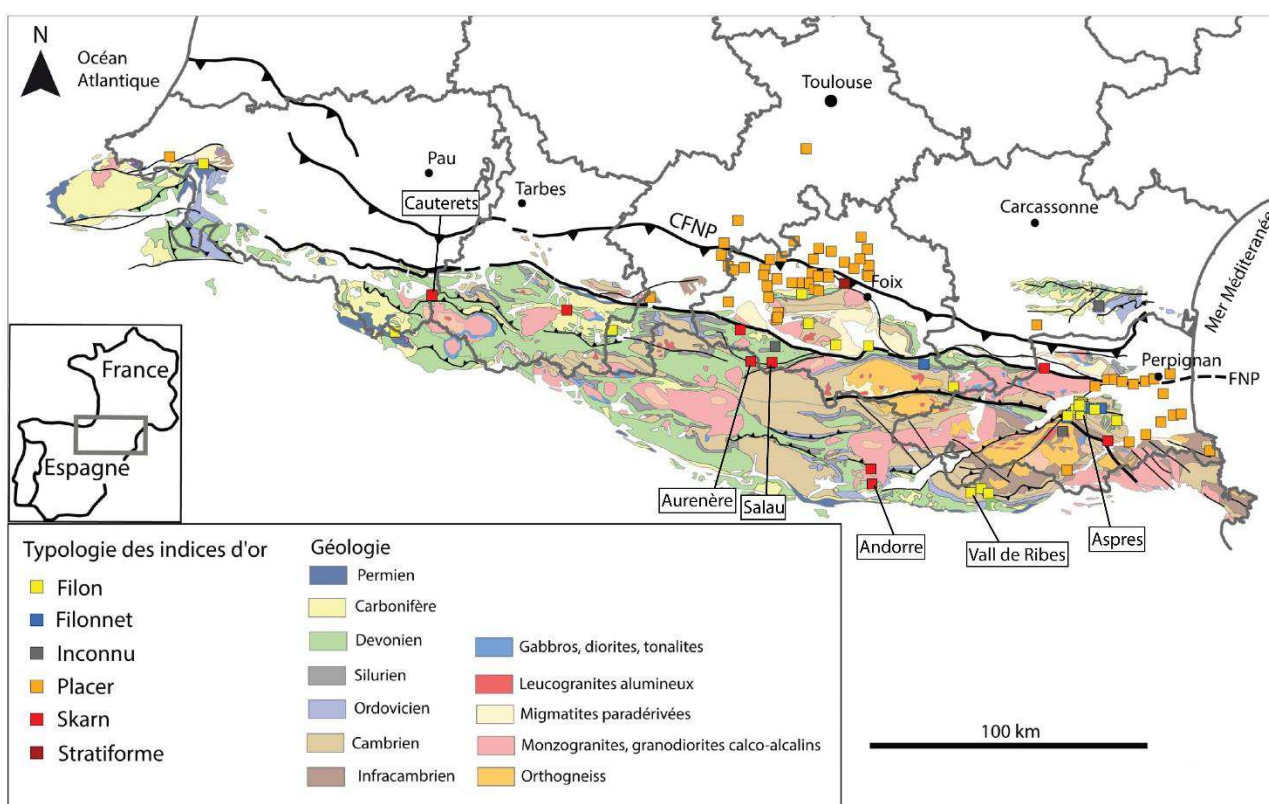 N
Océan
Atlantique
Toulouse
Pau
Tarbes
Cauterets
CFNP
Carcassonne
Foix
Mer Méditeranée
Perpignan
FNP
France
Espagne
Aurenère
Salau
Andorre
Vall de Ribes
Aspres
Typologie des indices d'or
Filon
Filonnet
Inconnu
Placer
Skarn
Stratiforme
Géologie
Permien
Carbonifère
Devonien
Silurien
Ordovicien
Cambrien
Infracambrien
Gabbros, diorites, tonalites
Leucogranites alumineux
Migmatites paradérivées
Monzogranites, granodiorites calco-alcalins
Orthogneiss
100 km